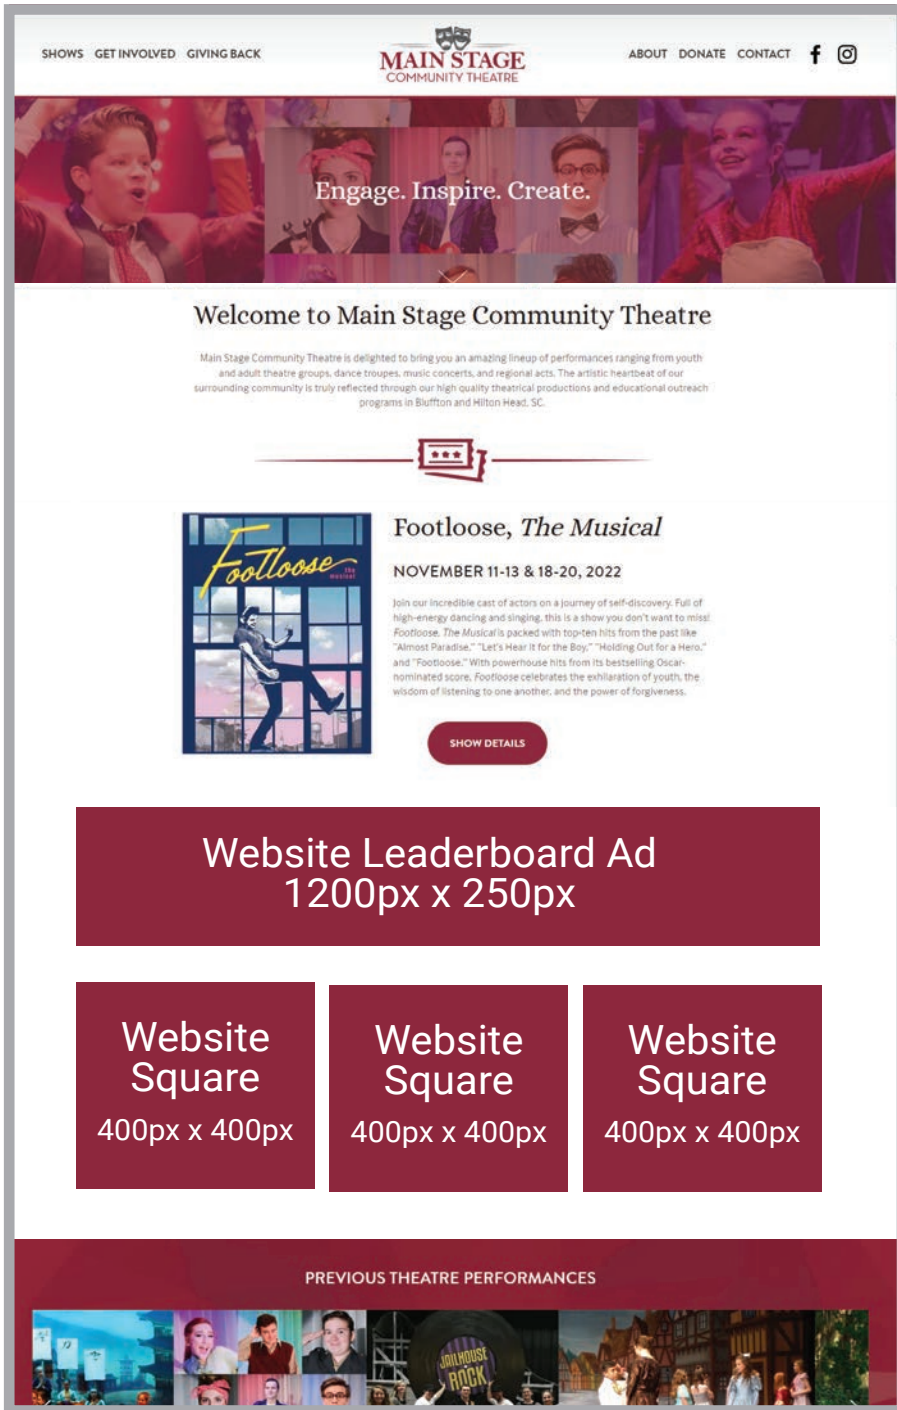 SHOWS GET INVOLVED GIVING BACK
MAIN STAGE
COMMUNITY THEATRE
ABOUT DONATE CONTACT
Engage. Inspire. Create.
Welcome to Main Stage Community Theatre
Main Stage Community Theatre is delighted to bring you an amazing lineup of performances ranging from youth
and adult theatre groups, dance troupes, music concerts, and regional acts. The artistic heartbeat of our
surrounding community is truly reflected through our high quality theatrical productions and educational outreach
programs in Bluffton and Hilton Head, SC.
Footloose
the
musical
Footloose, The Musical
NOVEMBER 11-13 & 18-20, 2022
Join our incredible cast of actors on a journey of self-discovery. Full of
high-energy dancing and singing, this is a show you don't want to miss!
Footloose, The Musical is packed with top-ten hits from the past like
"Almost Paradise," "Let's Hear It for the Boy," "Holding Out for a Hero,"
and "Footloose." With powerhouse hits from its bestselling Oscar-
nominated score, Footloose celebrates the exhilaration of youth, the
wisdom of listening to one another, and the power of forgiveness.
SHOW DETAILS
Website Leaderboard Ad
1200px x 250px
Website
Square
400px x 400px
Website
Square
400px x 400px
Website
Square
400px x 400px
PREVIOUS THEATRE PERFORMANCES
JAILHOUSE
ROCK